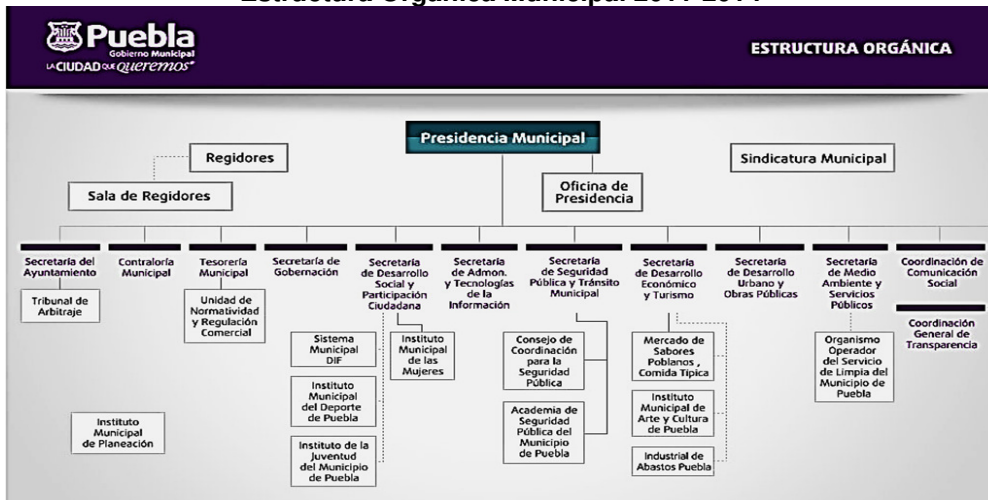 Estructura Orgánica Municipal 2011-2014
Puebla
Gobierno Municipal
LA CIUDAD QUE QUEREMOS
ESTRUCTURA ORGÁNICA
Presidencia Municipal
Regidores
Sindicatura Municipal
Sala de Regidores
Oficina de
Presidencia
Secretaría del
Ayuntamiento
Tribunal de
Arbitraje
Contraloría
Municipal
Tesorería
Municipal
Unidad de
Normatividad
y Regulación
Comercial
Secretaría de
Gobernación
Secretaría
de Desarrollo
Social y
Participación
Ciudadana
Sistema
Municipal
DIF
Instituto
Municipal
de las
Mujeres
Instituto
Municipal
del Deporte
de Puebla
Instituto de la
Juventud
del Municipio
de Puebla
Secretaría
de Admon.
y Tecnologías
de la
Información
Secretaría
de Seguridad
Pública y Tránsito
Municipal
Consejo de
Coordinación
para la
Seguridad
Pública
Academia de
Seguridad
Pública del
Municipio
de Puebla
Secretaría
de Desarrollo
Económico
y Turismo
Mercado de
Sabores
Poblanos ,
Comida Típica
Instituto
Municipal de
Arte y Cultura
de Puebla
Industrial de
Abastos Puebla
Secretaría
de Desarrollo
Urbano y
Obras Públicas
Secretaría
de Medio
Ambiente y
Servicios
Públicos
Organismo
Operador
del Servicio
de Limpia del
Municipio de
Puebla
Coordinación de
Comunicación
Social
Coordinación
General de
Transparencia
Instituto
Municipal
de Planeación